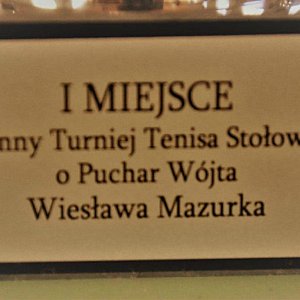 I MIEJSCE
nny Turniej Tenisa Stołow
o Puchar Wójta
Wiesława Mazurka